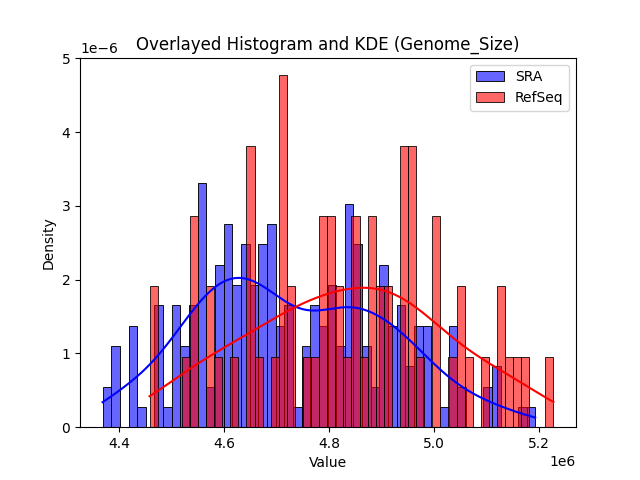 Overlayed Histogram and KDE (Genome_Size)
1e−6
SRA
RefSeq
5
4
3
2
1
0
Density
4.4 4.6 4.8 5.0 5.2
1e6
Value